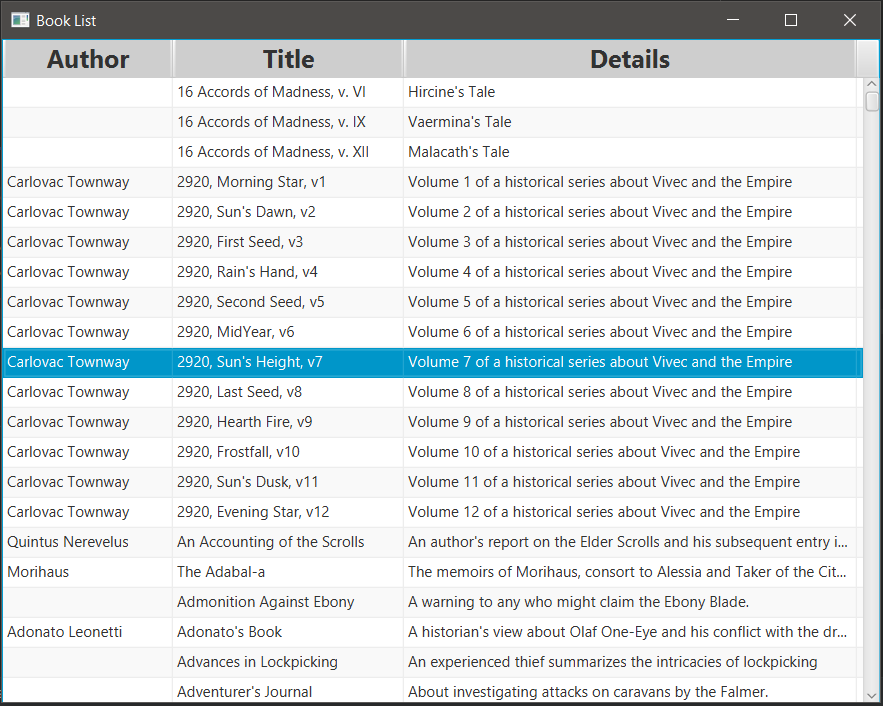 Book List
Author Title Details
16 Accords of Madness, v. VI Hircine's Tale
16 Accords of Madness, v. IX Vaermina's Tale
16 Accords of Madness, v. XII Malacath's Tale
Carlovac Townway 2920, Morning Star, v1 Volume 1 of a historical series about Vivec and the Empire
Carlovac Townway 2920, Sun's Dawn, v2 Volume 2 of a historical series about Vivec and the Empire
Carlovac Townway 2920, First Seed, v3 Volume 3 of a historical series about Vivec and the Empire
Carlovac Townway 2920, Rain's Hand, v4 Volume 4 of a historical series about Vivec and the Empire
Carlovac Townway 2920, Second Seed, v5 Volume 5 of a historical series about Vivec and the Empire
Carlovac Townway 2920, MidYear, v6 Volume 6 of a historical series about Vivec and the Empire
Carlovac Townway 2920, Sun's Height, v7 Volume 7 of a historical series about Vivec and the Empire
Carlovac Townway 2920, Last Seed, v8 Volume 8 of a historical series about Vivec and the Empire
Carlovac Townway 2920, Hearth Fire, v9 Volume 9 of a historical series about Vivec and the Empire
Carlovac Townway 2920, Frostfall, v10 Volume 10 of a historical series about Vivec and the Empire
Carlovac Townway 2920, Sun's Dusk, v11 Volume 11 of a historical series about Vivec and the Empire
Carlovac Townway 2920, Evening Star, v12 Volume 12 of a historical series about Vivec and the Empire
Quintus Nerevelus An Accounting of the Scrolls An author's report on the Elder Scrolls and his subsequent entry i...
Morihaus The Adabal-a The memoirs of Morihaus, consort to Alessia and Taker of the Cit...
Admonition Against Ebony A warning to any who might claim the Ebony Blade.
Adonato Leonetti Adonato's Book A historian's view about Olaf One-Eye and his conflict with the dr...
Advances in Lockpicking An experienced thief summarizes the intricacies of lockpicking
Adventurer's Journal About investigating attacks on caravans by the Falmer.